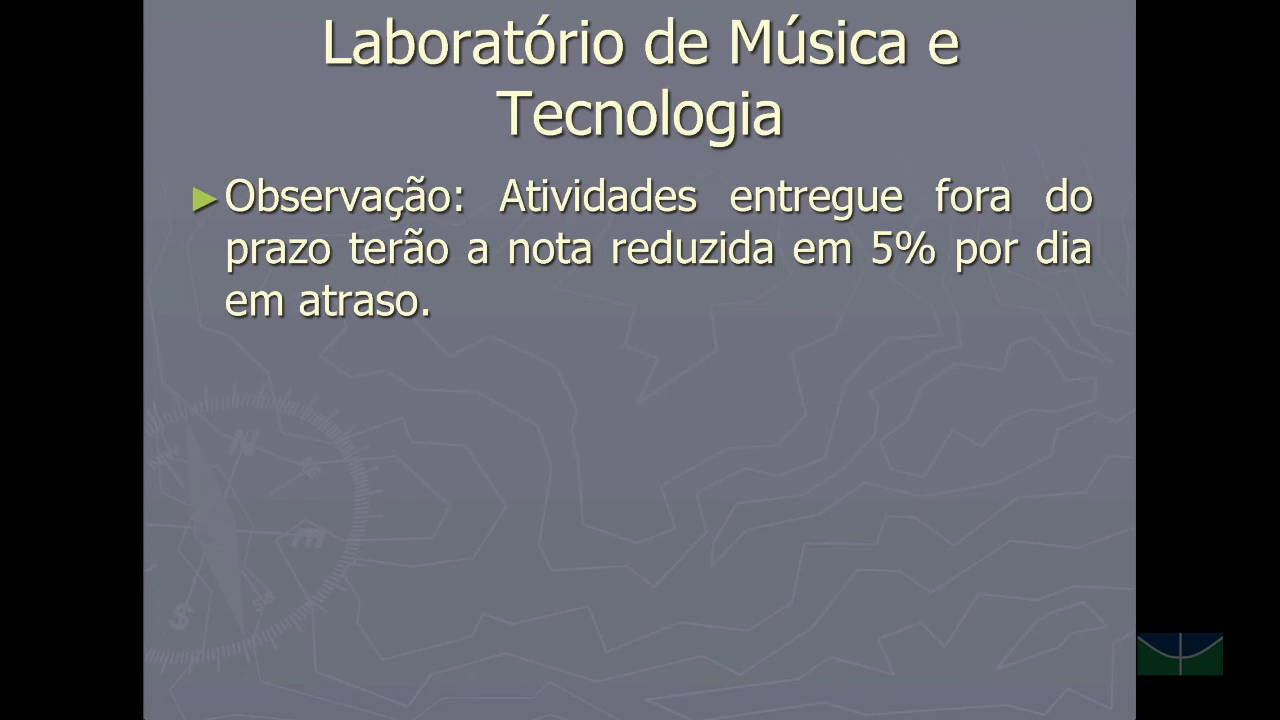 Laboratório de Música e
Tecnologia
►Observação: Atividades entregue fora do
prazo terão a nota reduzida em 5% por dia
em atraso.
N
E
S